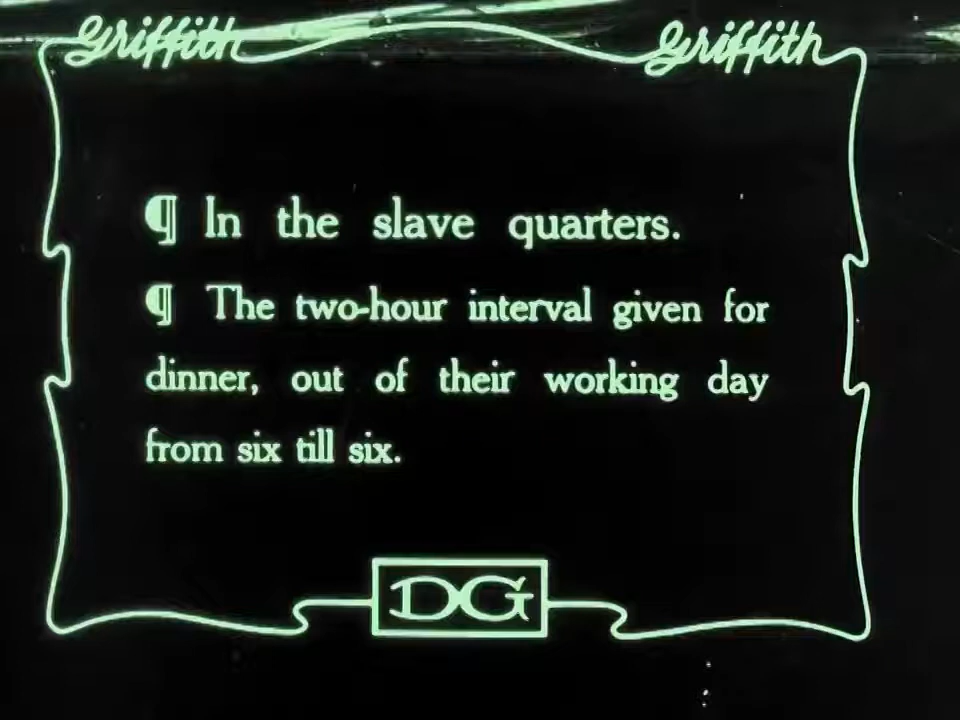 Griffith Griffith
¶ In the slave quarters.
¶ The two-hour interval given for
dinner, out of their working day
from six till six.
DG